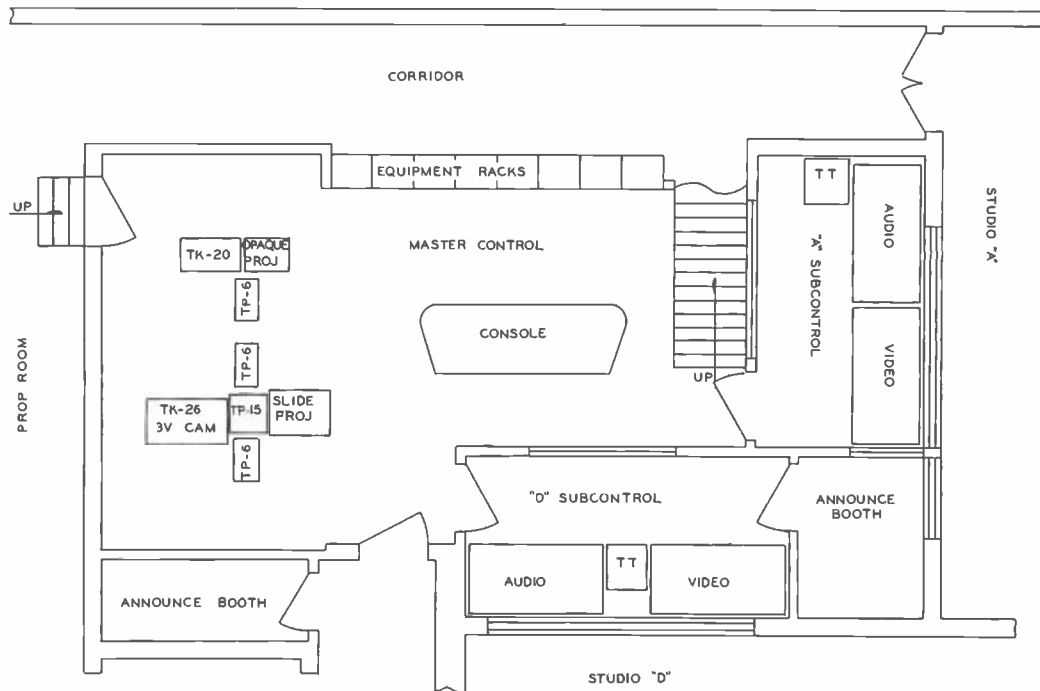 CORRIDOR
EQUIPMENT RACKS
TT
UP
AUDIO
STUDIO "A"
"A" SUBCONTROL
MASTER CONTROL
OPAQUE
PROJ
TK-20
TP-6
CONSOLE
VIDEO
TP-6
UP
PROP ROOM
TK-26
3V CAM
TP-15
SLIDE
PROJ
TP-6
"D" SUBCONTROL
ANNOUNCE
BOOTH
AUDIO
TT
VIDEO
ANNOUNCE BOOTH
STUDIO "D"